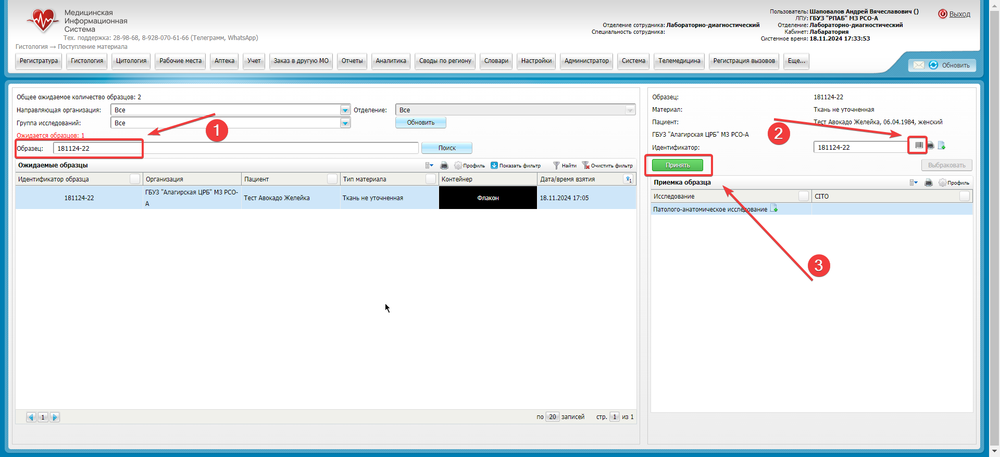 Медицинская
Информационная
Система
Тех. поддержка: 28-98-68, 8-928-070-61-66 (Телеграмм, WhatsApp)
Гистология → Поступление материала
Пользователь: Шаповалов Андрей Вячеславович ()
ЛПУ: ГБУЗ "РПАБ" МЗ РСО-А
Отделение сотрудника: Лабораторно-диагностический Отделение: Лабораторно-диагностический
Специальность сотрудника: Кабинет: Лабаратория
Системное время: 18.11.2024 17:33:53
Выход
Регистратура Гистология Цитология Рабочие места Аптека Учет Заказ в другую МО Отчеты Аналитика Своды по региону Словари Настройки Администратор Система Телемедицина Регистрация вызовов Еще...
Обновить
Общее ожидаемое количество образцов: 2
Направляющая организация: Все Отделение: Все
Группа исследований: Все Обновить
1
Ожидается образцов: 1
Образец: 181124-22 Поиск
Ожидаемые образцы Профиль Показать фильтр Найти Очистить фильтр
Идентификатор образца Организация Пациент Тип материала Контейнер Дата/время взятия 1
181124-22 ГБУЗ "Алагирская ЦРБ" МЗ РСО-А Тест Авокадо Желейка Ткань не уточненная Флакон 18.11.2024 17:05
1 по 20 записей стр. 1 из 1
Образец: 181124-22
Материал: Ткань не уточненная
Пациент: Тест Авокадо Желейка, 06.04.1984, женский
2
ГБУЗ "Алагирская ЦРБ" МЗ РСО-А
Идентификатор: 181124-22
Принять Выбраковать
Приемка образца Профиль
Исследование CITO
Патолого-анатомическое исследование
3